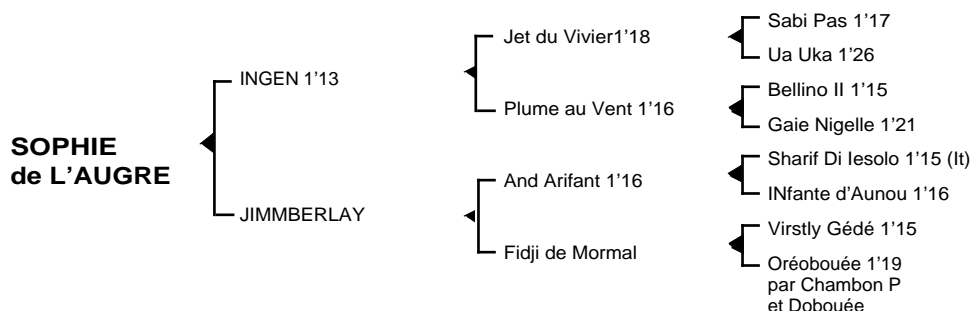 SOPHIE
de L'AUGRE
INGEN 1'13
JIMMBERLAY
Jet du Vivier1'18
Plume au Vent 1'16
And Arifant 1'16
Fidji de Mormal
Sabi Pas 1'17
Ua Uka 1'26
Bellino II 1'15
Gaie Nigelle 1'21
Sharif Di Iesolo 1'15 (It)
INfante d'Aunou 1'16
Virstly Gédé 1'15
Oréobouée 1'19
par Chambon P
et Dobouée